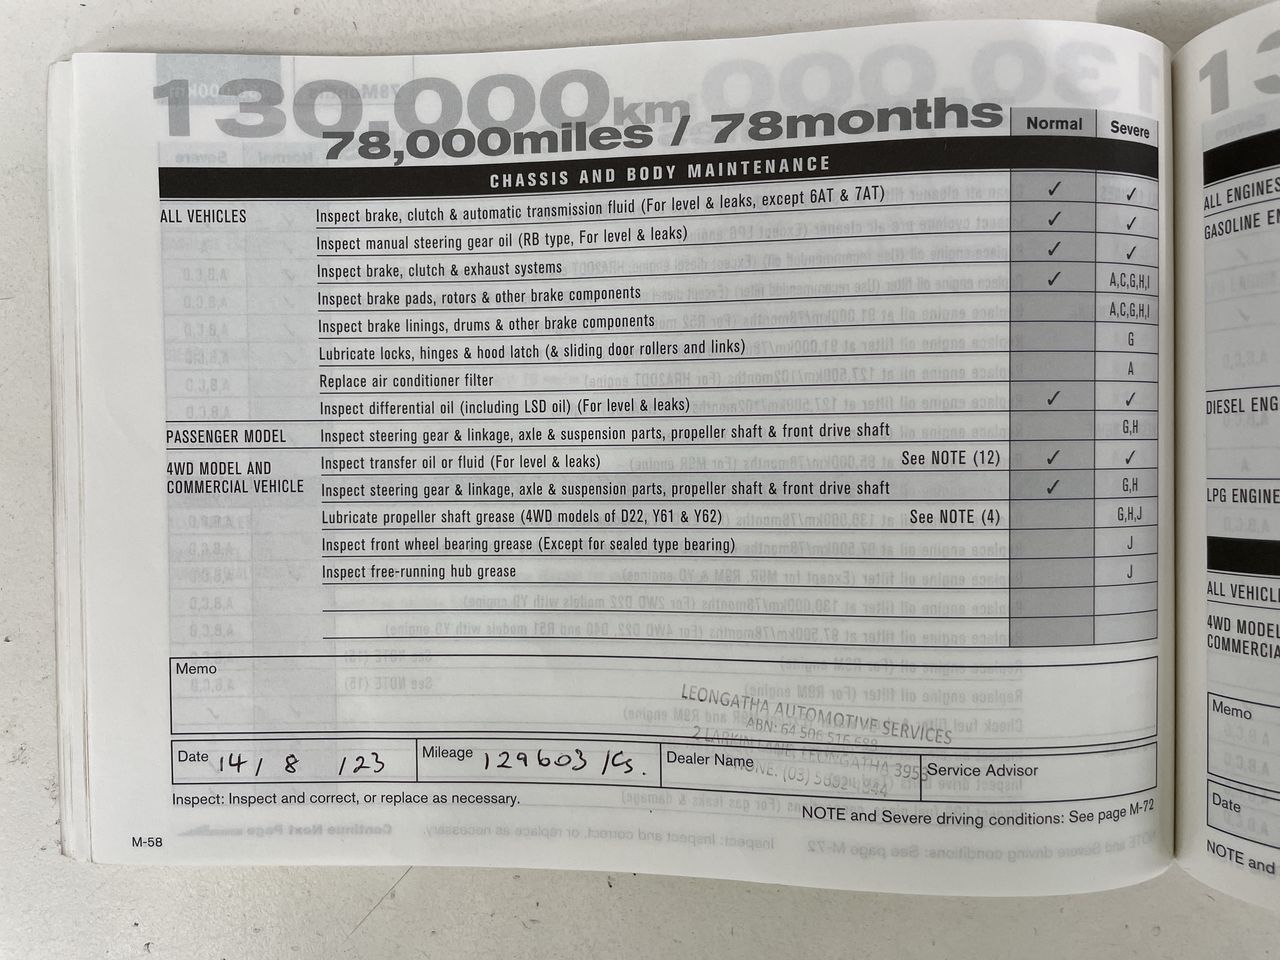 130,000km
78,000miles / 78months
Normal Severe
CHASSIS AND BODY MAINTENANCE
ALL VEHICLES Inspect brake, clutch & automatic transmission fluid (For level & leaks, except 6AT & 7AT) ✓ ✓
Inspect manual steering gear oil (RB type, For level & leaks) ✓ ✓
Inspect brake, clutch & exhaust systems ✓ ✓
Inspect brake pads, rotors & other brake components ✓ A,C,G,H,I
Inspect brake linings, drums & other brake components A,C,G,H,I
Lubricate locks, hinges & hood latch (& sliding door rollers and links) G
Replace air conditioner filter A
Inspect differential oil (including LSD oil) (For level & leaks) ✓ ✓
PASSENGER MODEL Inspect steering gear & linkage, axle & suspension parts, propeller shaft & front drive shaft G,H
4WD MODEL AND COMMERCIAL VEHICLE Inspect transfer oil or fluid (For level & leaks) See NOTE (12) ✓ ✓
Inspect steering gear & linkage, axle & suspension parts, propeller shaft & front drive shaft ✓ G,H
Lubricate propeller shaft grease (4WD models of D22, Y61 & Y62) See NOTE (4) G,H,J
Inspect front wheel bearing grease (Except for sealed type bearing) J
Inspect free-running hub grease J
Memo
LEONGATHA AUTOMOTIVE SERVICES
ABN: 64 506 516
2 LARKIN LANE, LEONGATHA 3953
(03)
Date 14/8/23 Mileage 129603 Ks. Dealer Name Service Advisor
Inspect: Inspect and correct, or replace as necessary.
NOTE and Severe driving conditions: See page M-72
M-58
13
ALL ENGINES
GASOLINE EN
DIESEL ENG
LPG ENGINE
ALL VEHICL
4WD MODEL
COMMERCIA
Memo
Date
NOTE and